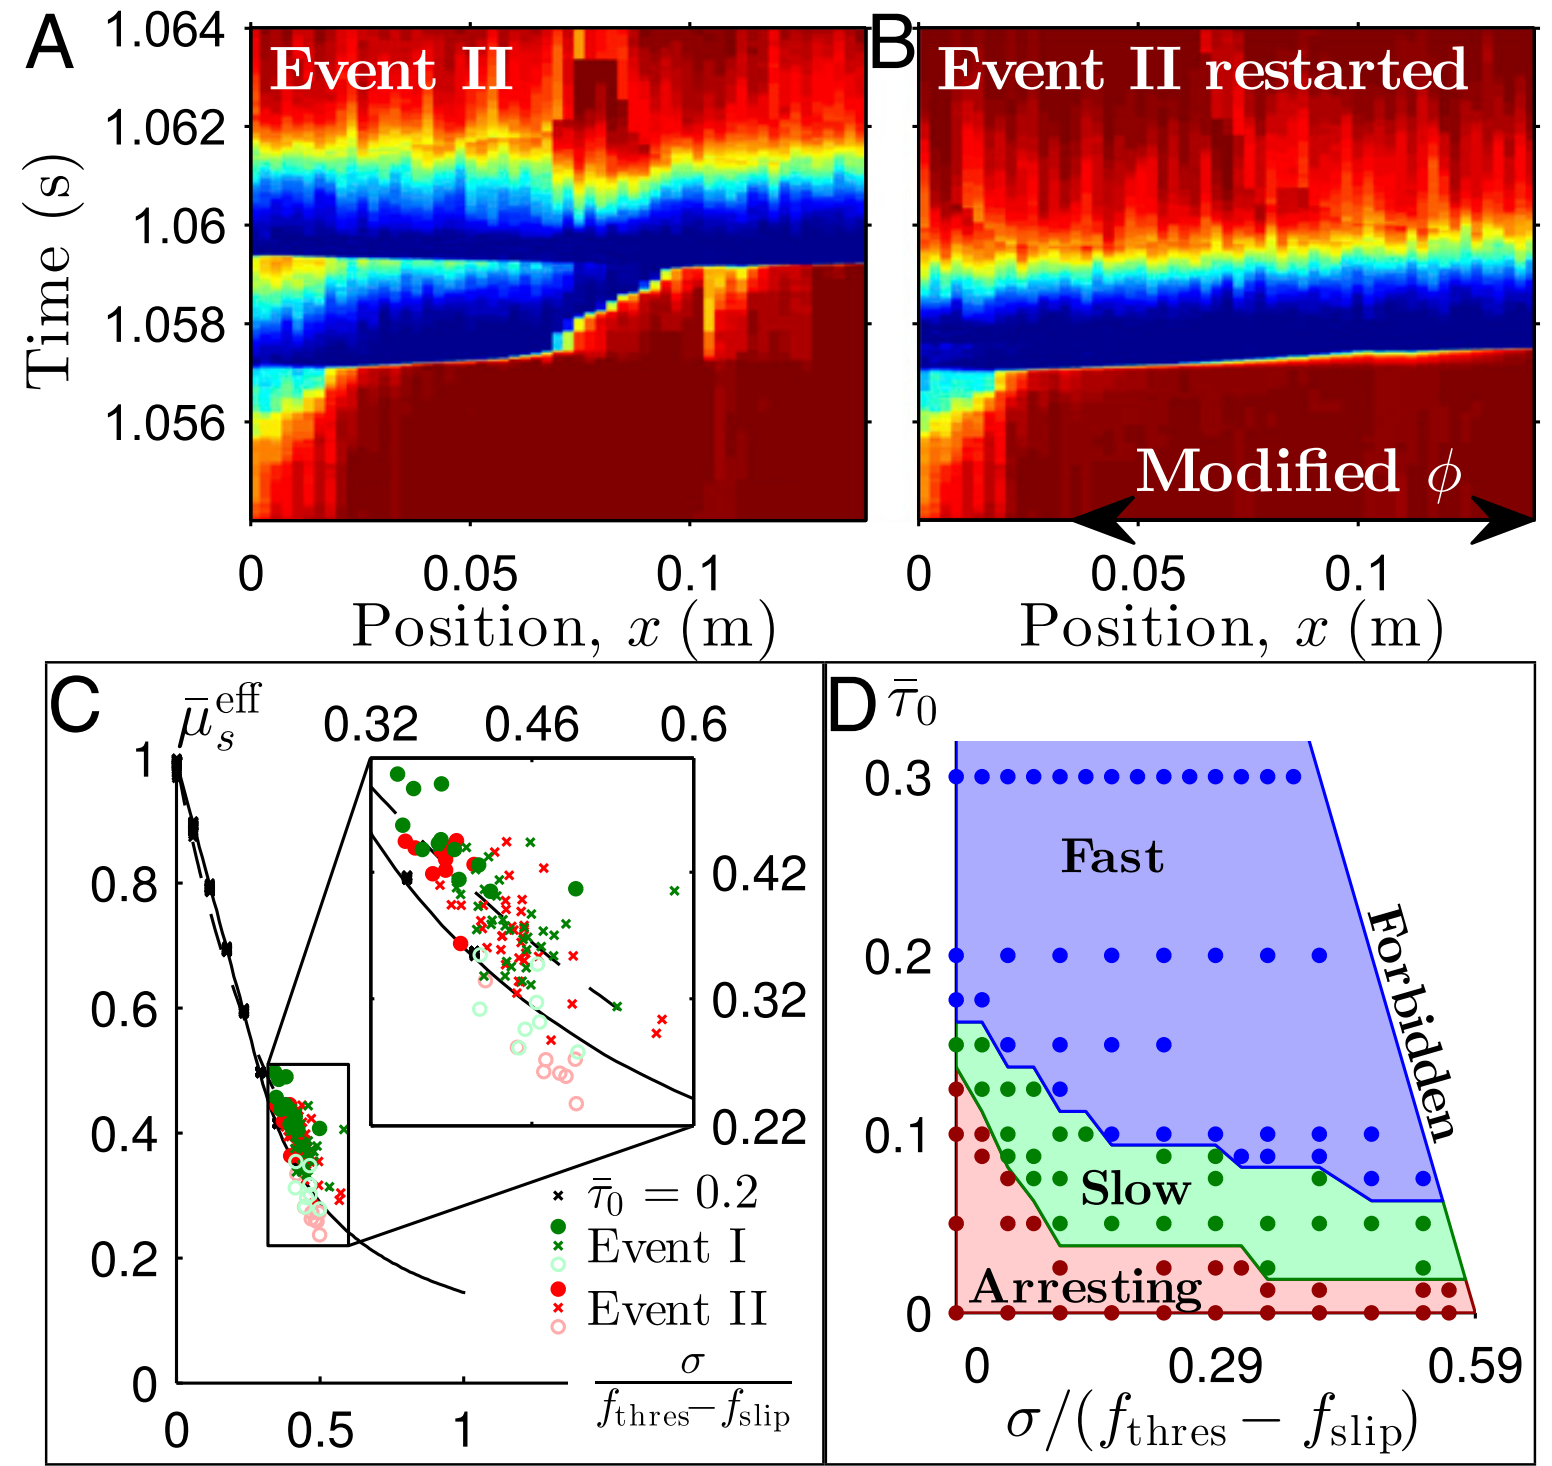 A
Event II
1.064
1.062
1.06
1.058
1.056
Time (s)
0 0.05 0.1
Position, x (m)
B
Event II restarted
Modified ϕ
0 0.05 0.1
Position, x (m)
C
μ̄ₛᵉᶠᶠ
0.32 0.46 0.6
1
0.8
0.6
0.4
0.2
0
0.42
0.32
0.22
τ̄₀ = 0.2
Event I
Event II
σ
f_thres−f_slip
0 0.5 1
D
τ̄₀
0.3
0.2
0.1
0
Fast
Forbidden
Slow
Arresting
0 0.29 0.59
σ/(f_thres − f_slip)